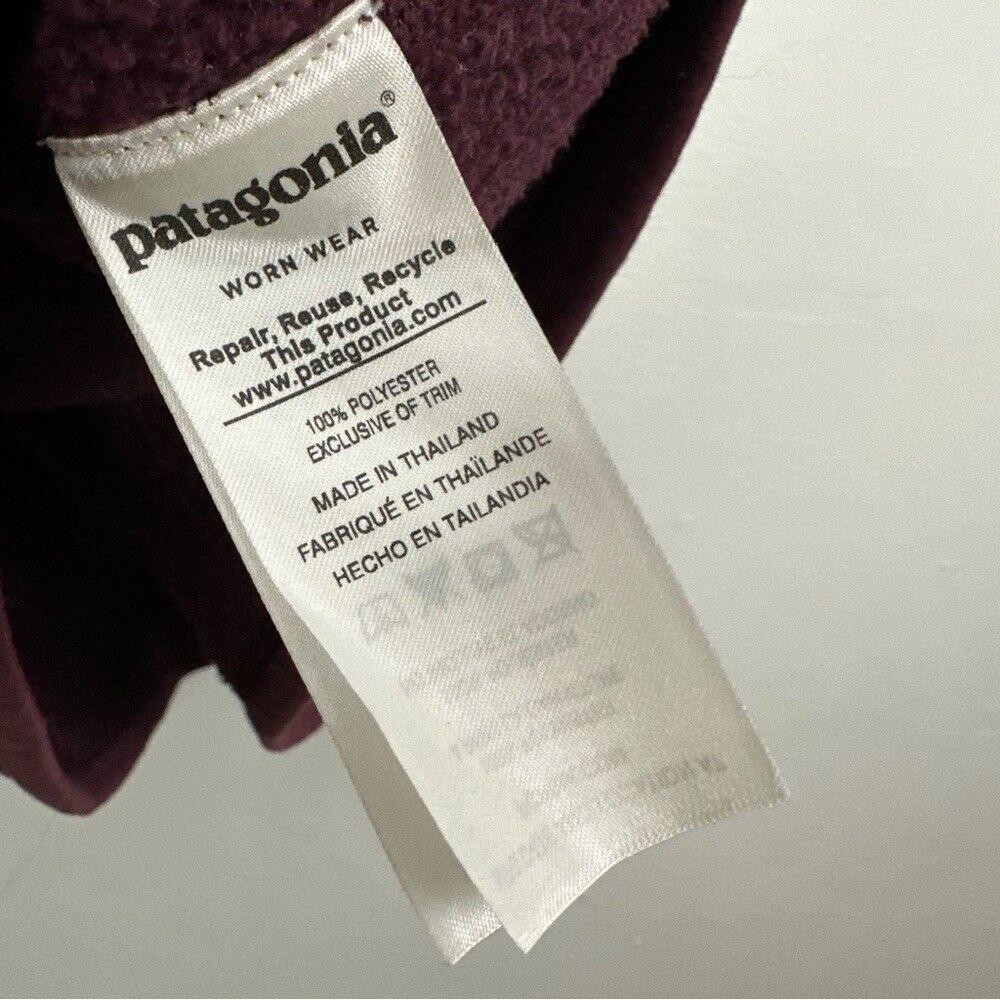 patagonia®
WORN WEAR
Repair, Reuse, Recycle
This Product
www.patagonia.com
100% POLYESTER
EXCLUSIVE OF TRIM
MADE IN THAILAND
FABRIQUÉ EN THAÏLANDE
HECHO EN TAILANDIA